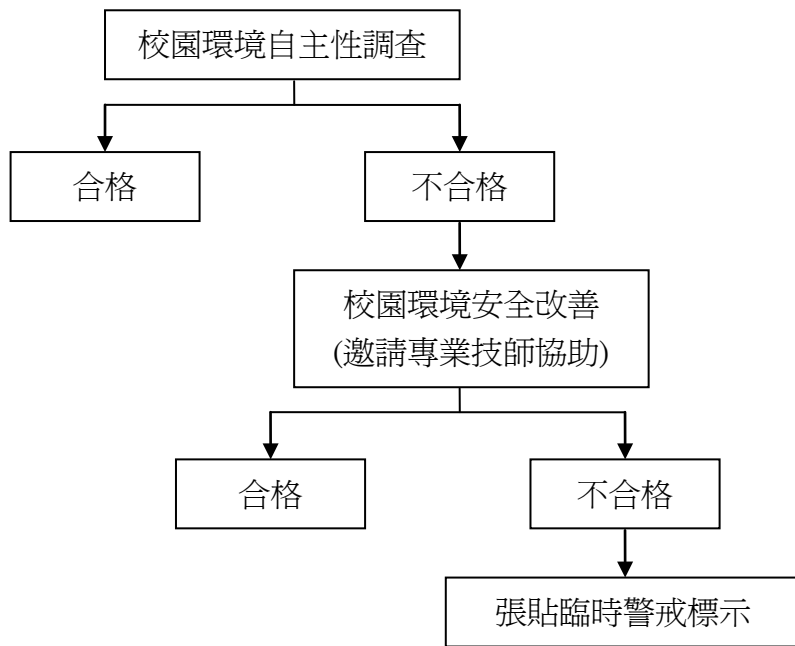 校園環境自主性調查
合格
不合格
校園環境安全改善
(邀請專業技師協助)
合格
不合格
張貼臨時警戒標示